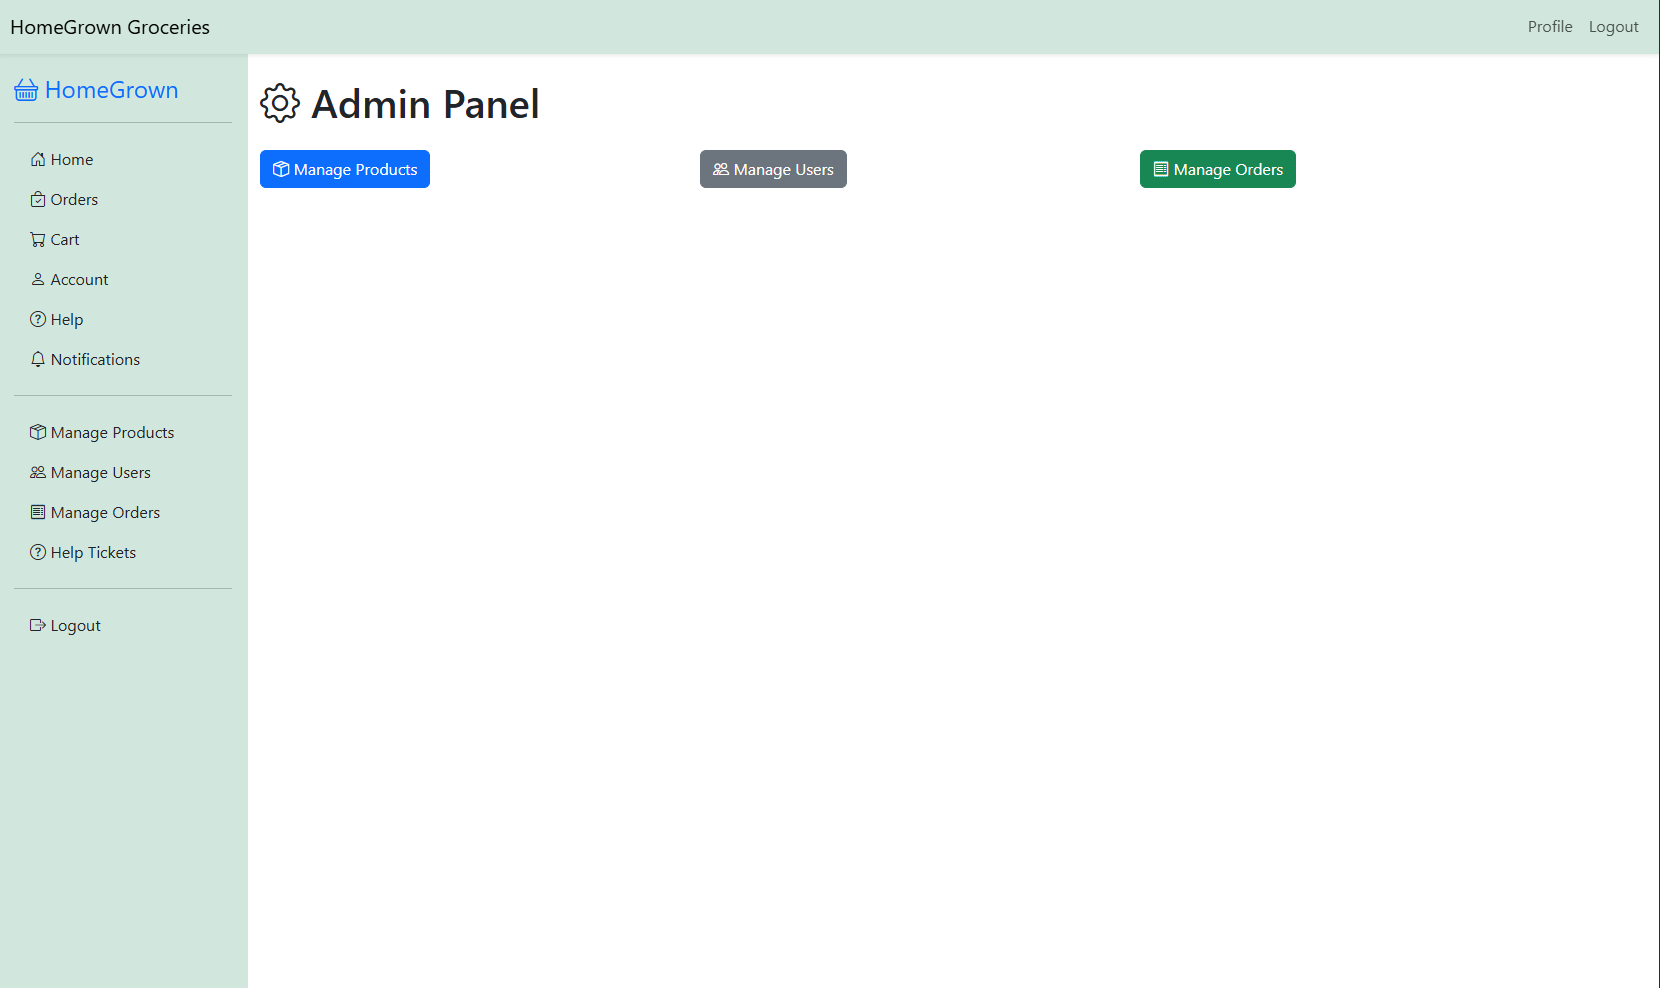 HomeGrown Groceries
Profile
Logout
HomeGrown
Home
Orders
Cart
Account
Help
Notifications
Manage Products
Manage Users
Manage Orders
Help Tickets
Logout
Admin Panel
Manage Products
Manage Users
Manage Orders